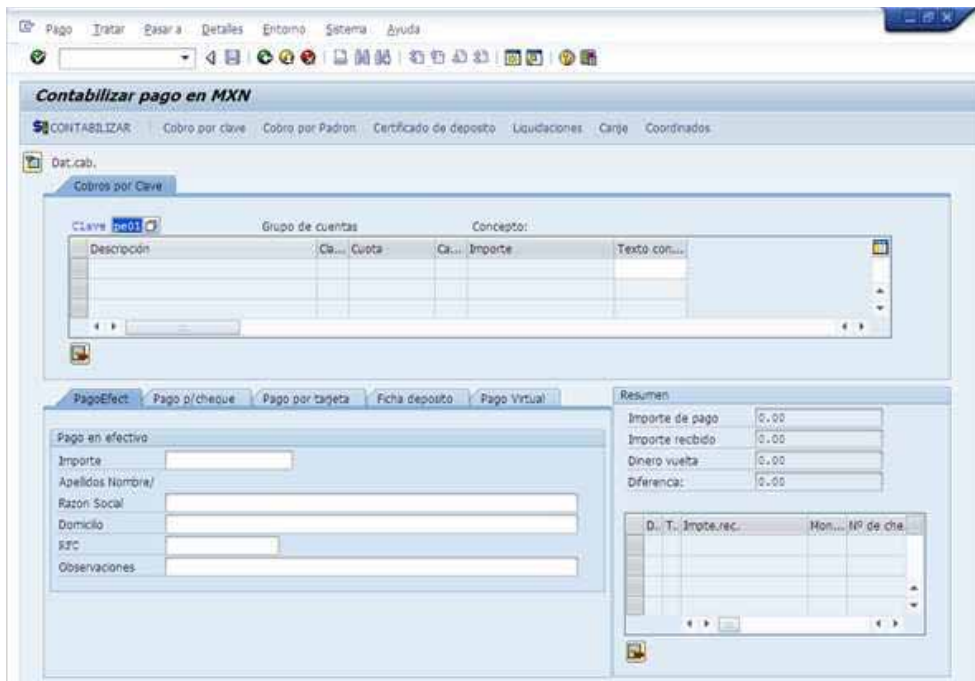 Pago Tratar Pasar a Detalles Entorno Sistema Ayuda
Contabilizar pago en MXN
CONTABILIZAR Cobro por clave Cobro por Padron Certificado de deposito Liquidaciones Canje Coordinados
Dat.cab.
Cobros por Clave
Clave pe01 Grupo de cuentas Concepto:
Descripción Cla... Cuota Ca... Importe Texto con...
PagoEfect Pago p/cheque Pago por tarjeta Ficha deposito Pago Virtual
Resumen
Importe de pago 0.00
Importe recibido 0.00
Dinero vuelta 0.00
Diferencia: 0.00
Pago en efectivo
Importe
Apellidos Nombre/
Razon Social
Domicilio
RFC
Observaciones
D.. T.. Impte.rec. Mon... Nº de che